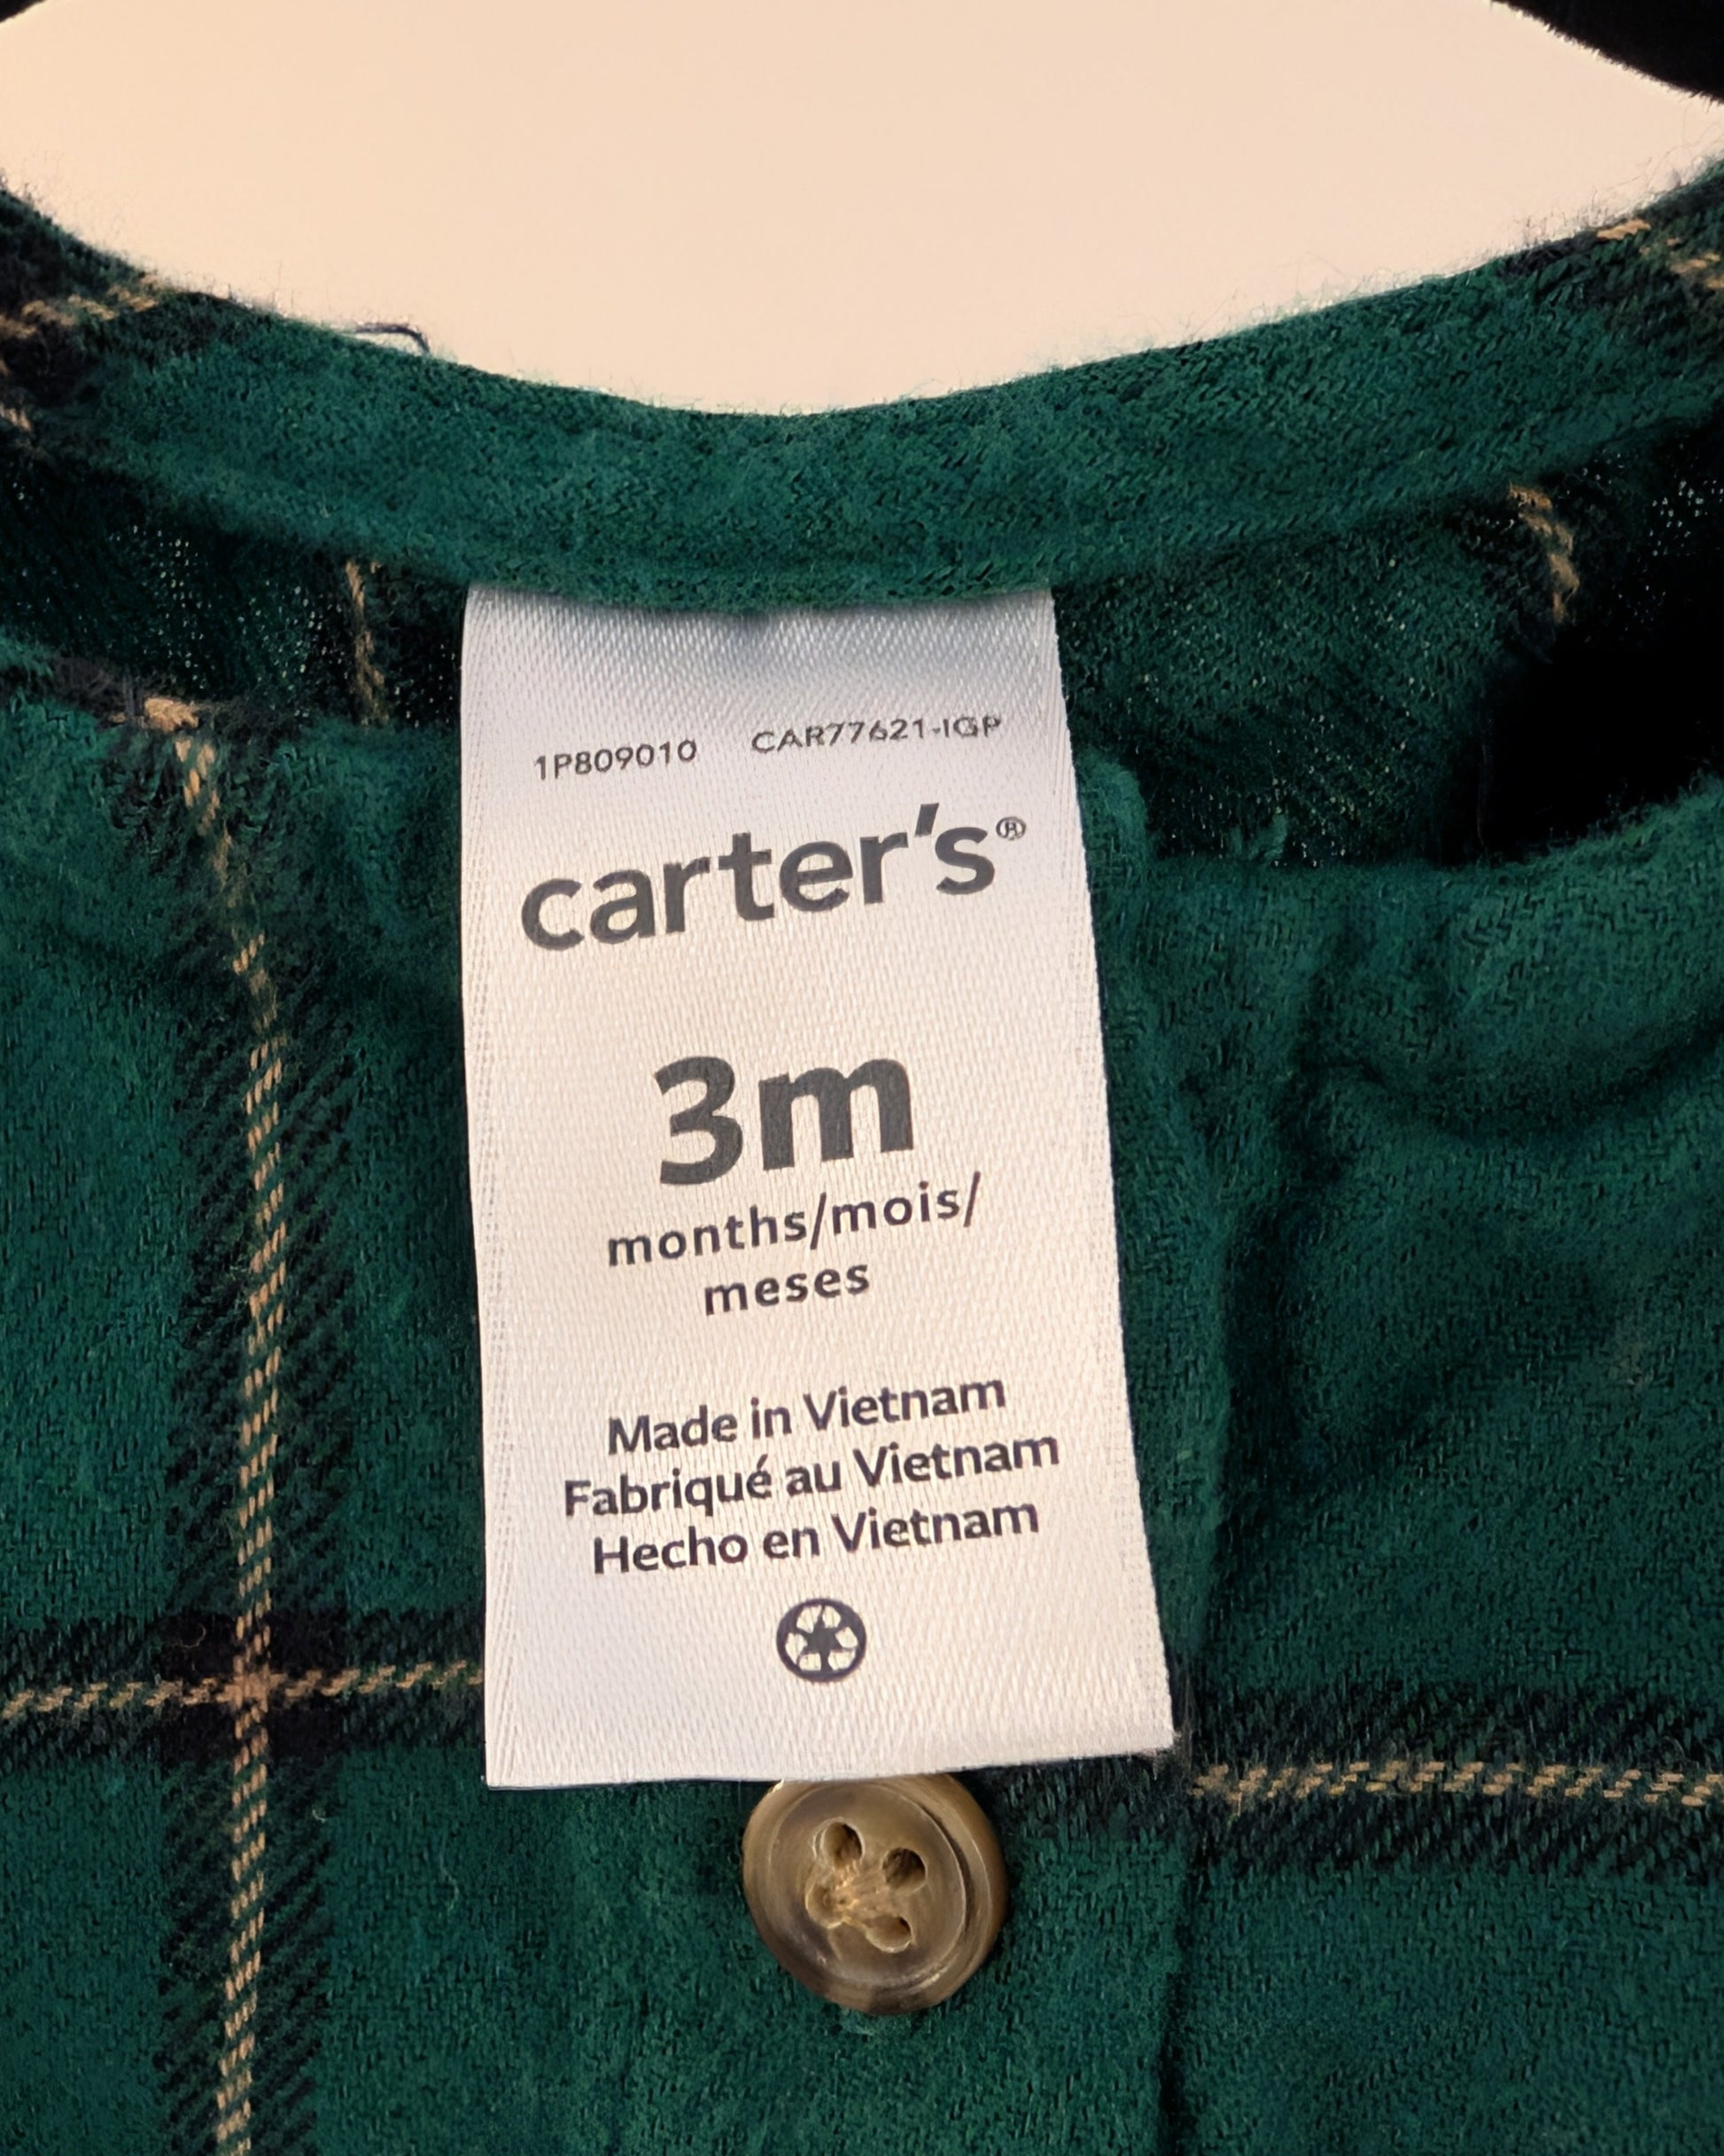 1P809010 CAR77621-IGP
carter's®
3m
months/mois/
meses
Made in Vietnam
Fabriqué au Vietnam
Hecho en Vietnam